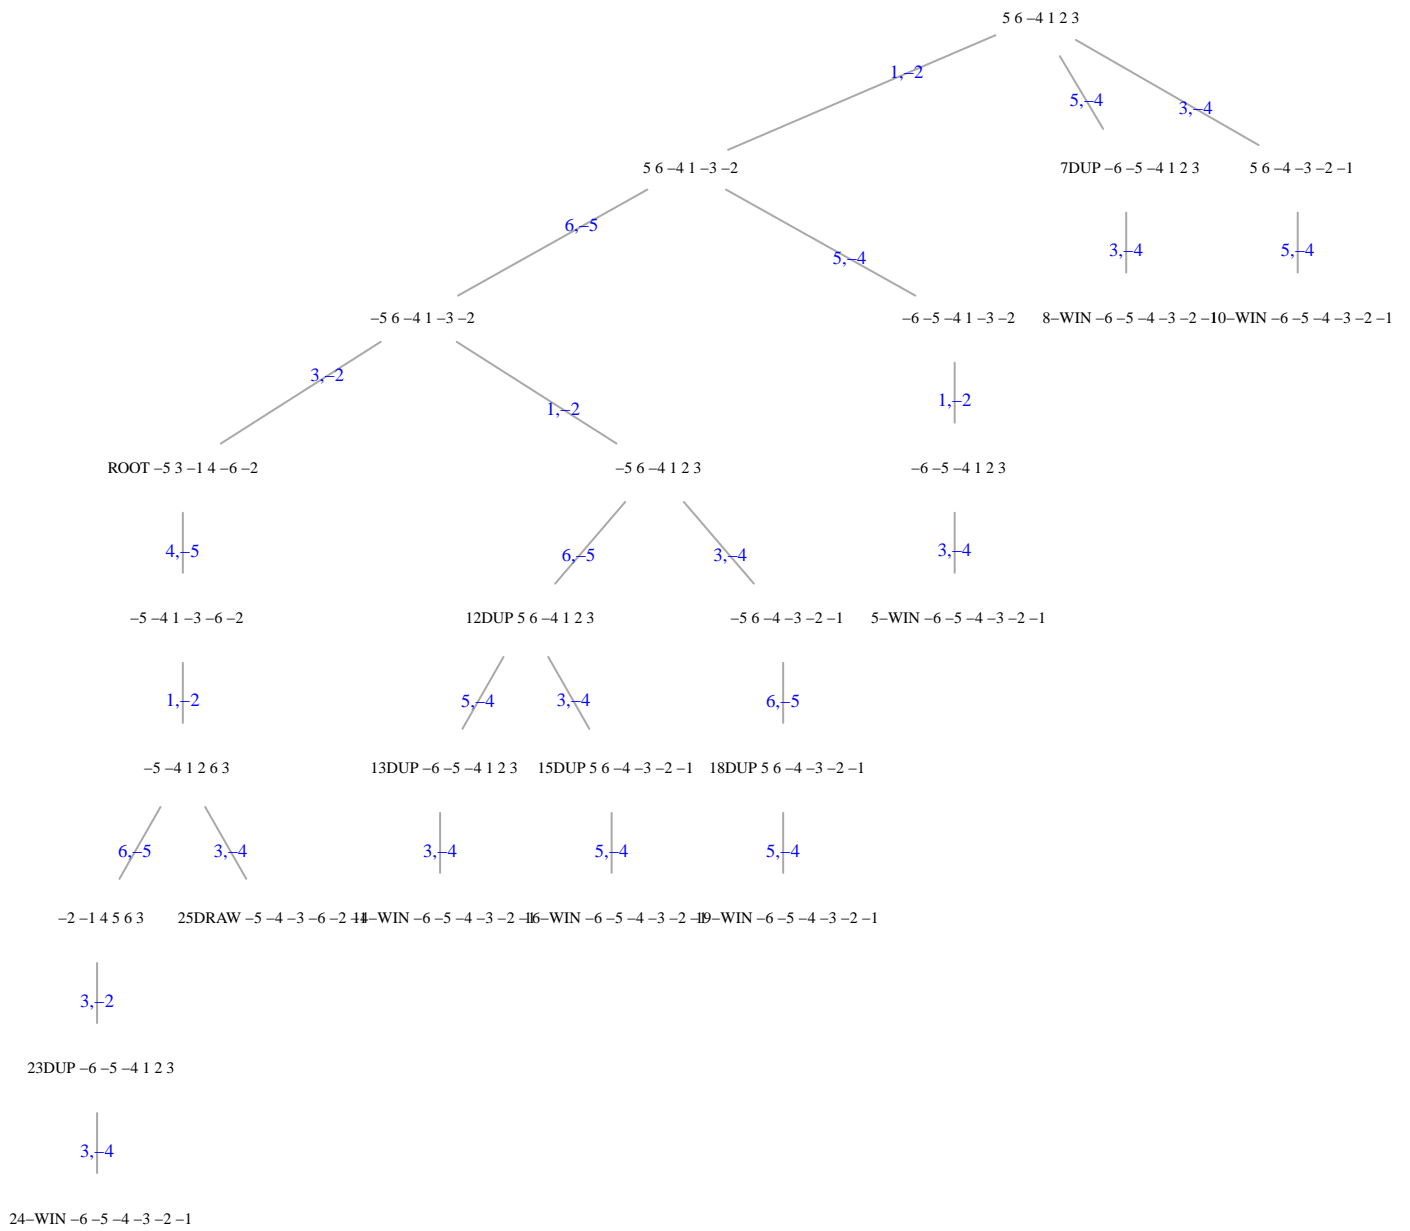 5 6 –4 1 2 3
1,–2
5,–4
3,–4
5 6 –4 1 –3 –2
7DUP –6 –5 –4 1 2 3
5 6 –4 –3 –2 –1
6,–5
5,–4
3,–4
5,–4
–5 6 –4 1 –3 –2
–6 –5 –4 1 –3 –2
8–WIN –6 –5 –4 –3 –2 –1
10–WIN –6 –5 –4 –3 –2 –1
3,–2
1,–2
1,–2
ROOT –5 3 –1 4 –6 –2
–5 6 –4 1 2 3
–6 –5 –4 1 2 3
4,–5
6,–5
3,–4
3,–4
–5 –4 1 –3 –6 –2
12DUP 5 6 –4 1 2 3
–5 6 –4 –3 –2 –1
5–WIN –6 –5 –4 –3 –2 –1
1,–2
5,–4
3,–4
6,–5
–5 –4 1 2 6 3
13DUP –6 –5 –4 1 2 3
15DUP 5 6 –4 –3 –2 –1
18DUP 5 6 –4 –3 –2 –1
6,–5
3,–4
3,–4
5,–4
5,–4
–2 –1 4 5 6 3
25DRAW –5 –4 –3 –6 –2 –1
14–WIN –6 –5 –4 –3 –2 –1
16–WIN –6 –5 –4 –3 –2 –1
19–WIN –6 –5 –4 –3 –2 –1
3,–2
23DUP –6 –5 –4 1 2 3
3,–4
24–WIN –6 –5 –4 –3 –2 –1